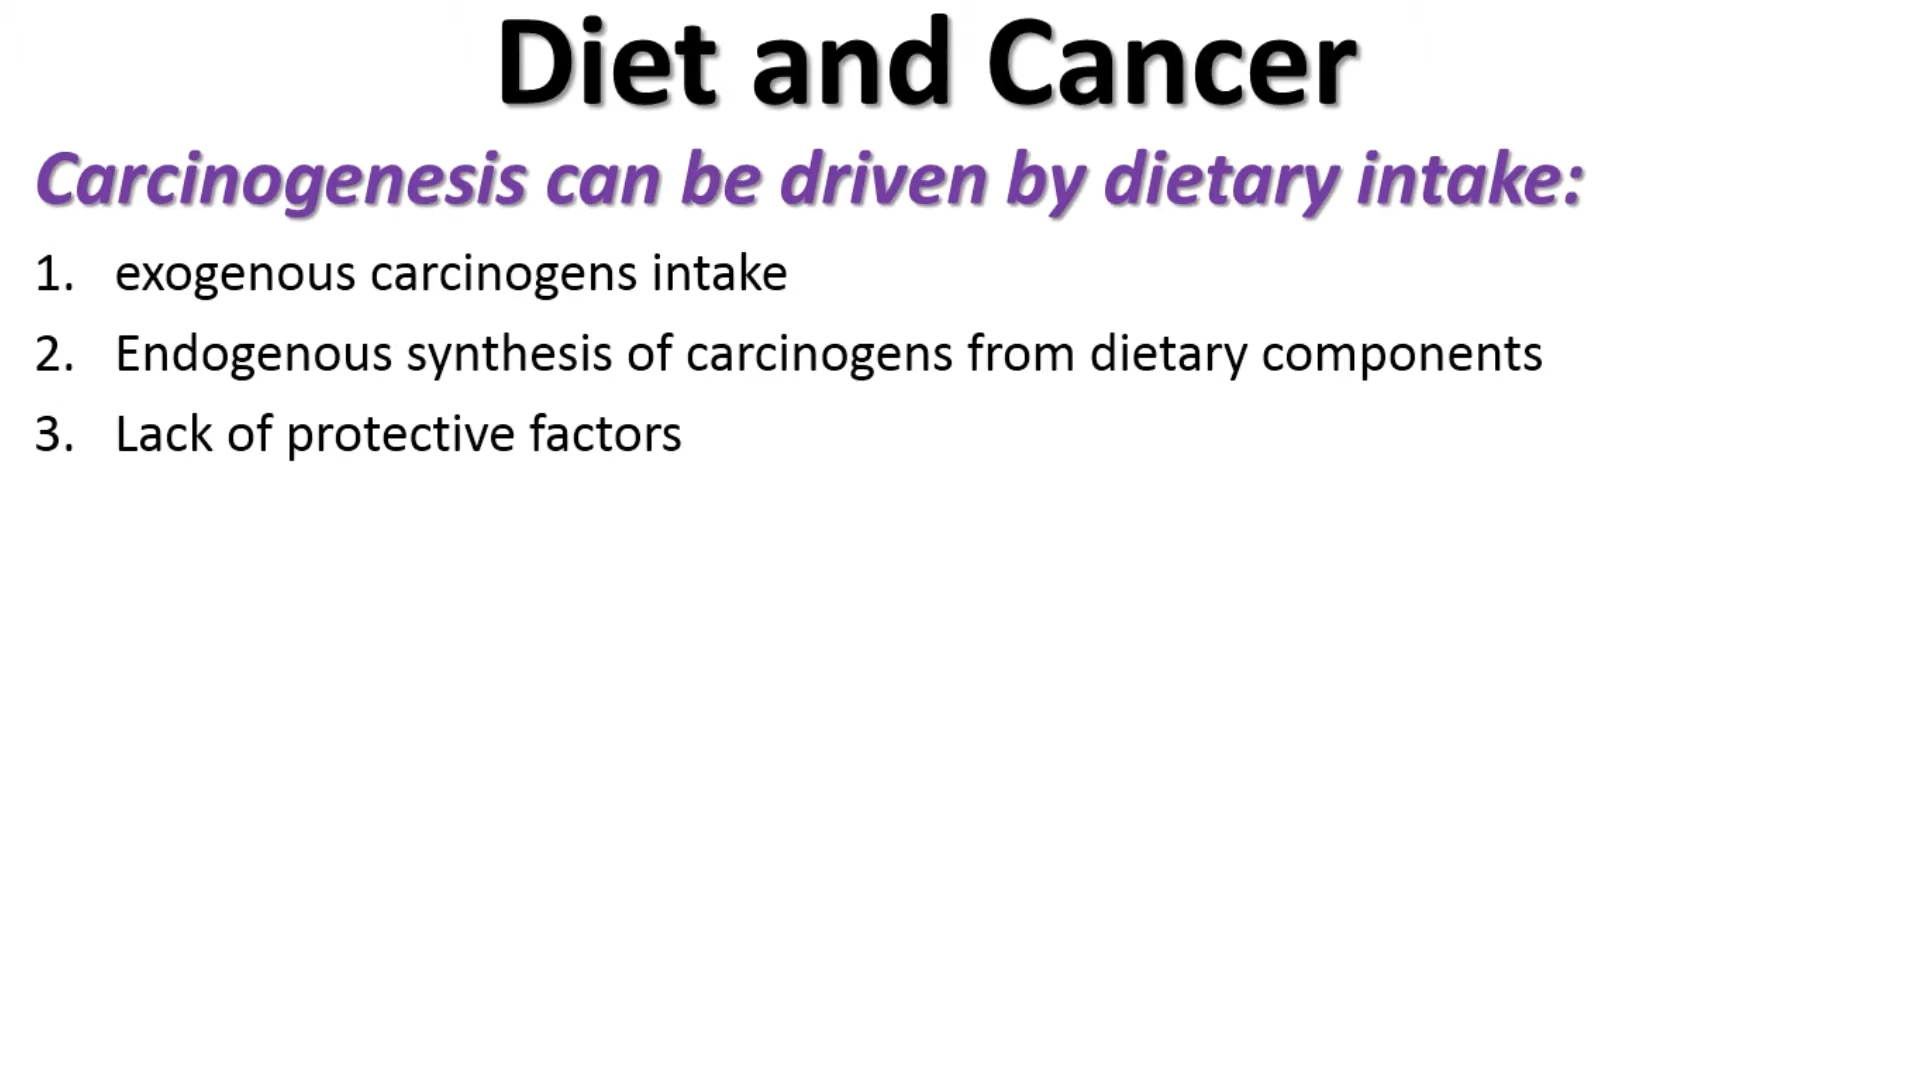 Diet and Cancer
Carcinogenesis can be driven by dietary intake:
1. exogenous carcinogens intake
2. Endogenous synthesis of carcinogens from dietary components
3. Lack of protective factors